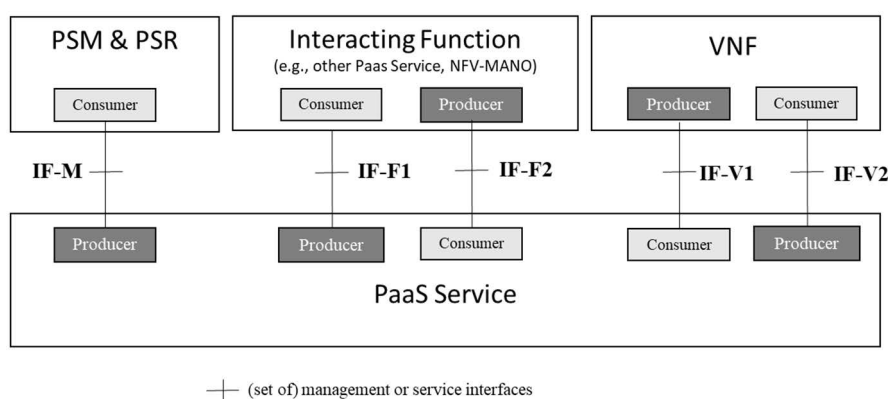 PSM & PSR
Consumer
Interacting Function
(e.g., other Paas Service, NFV-MANO)
Consumer
Producer
VNF
Producer
Consumer
IF-M
IF-F1
IF-F2
IF-V1
IF-V2
Producer
Producer
Consumer
Consumer
Producer
PaaS Service
(set of) management or service interfaces